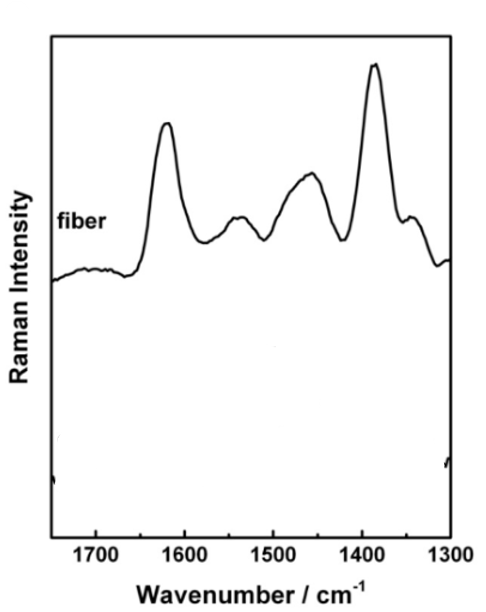 Raman Intensity
fiber
1700 1600 1500 1400 1300
Wavenumber / cm⁻¹